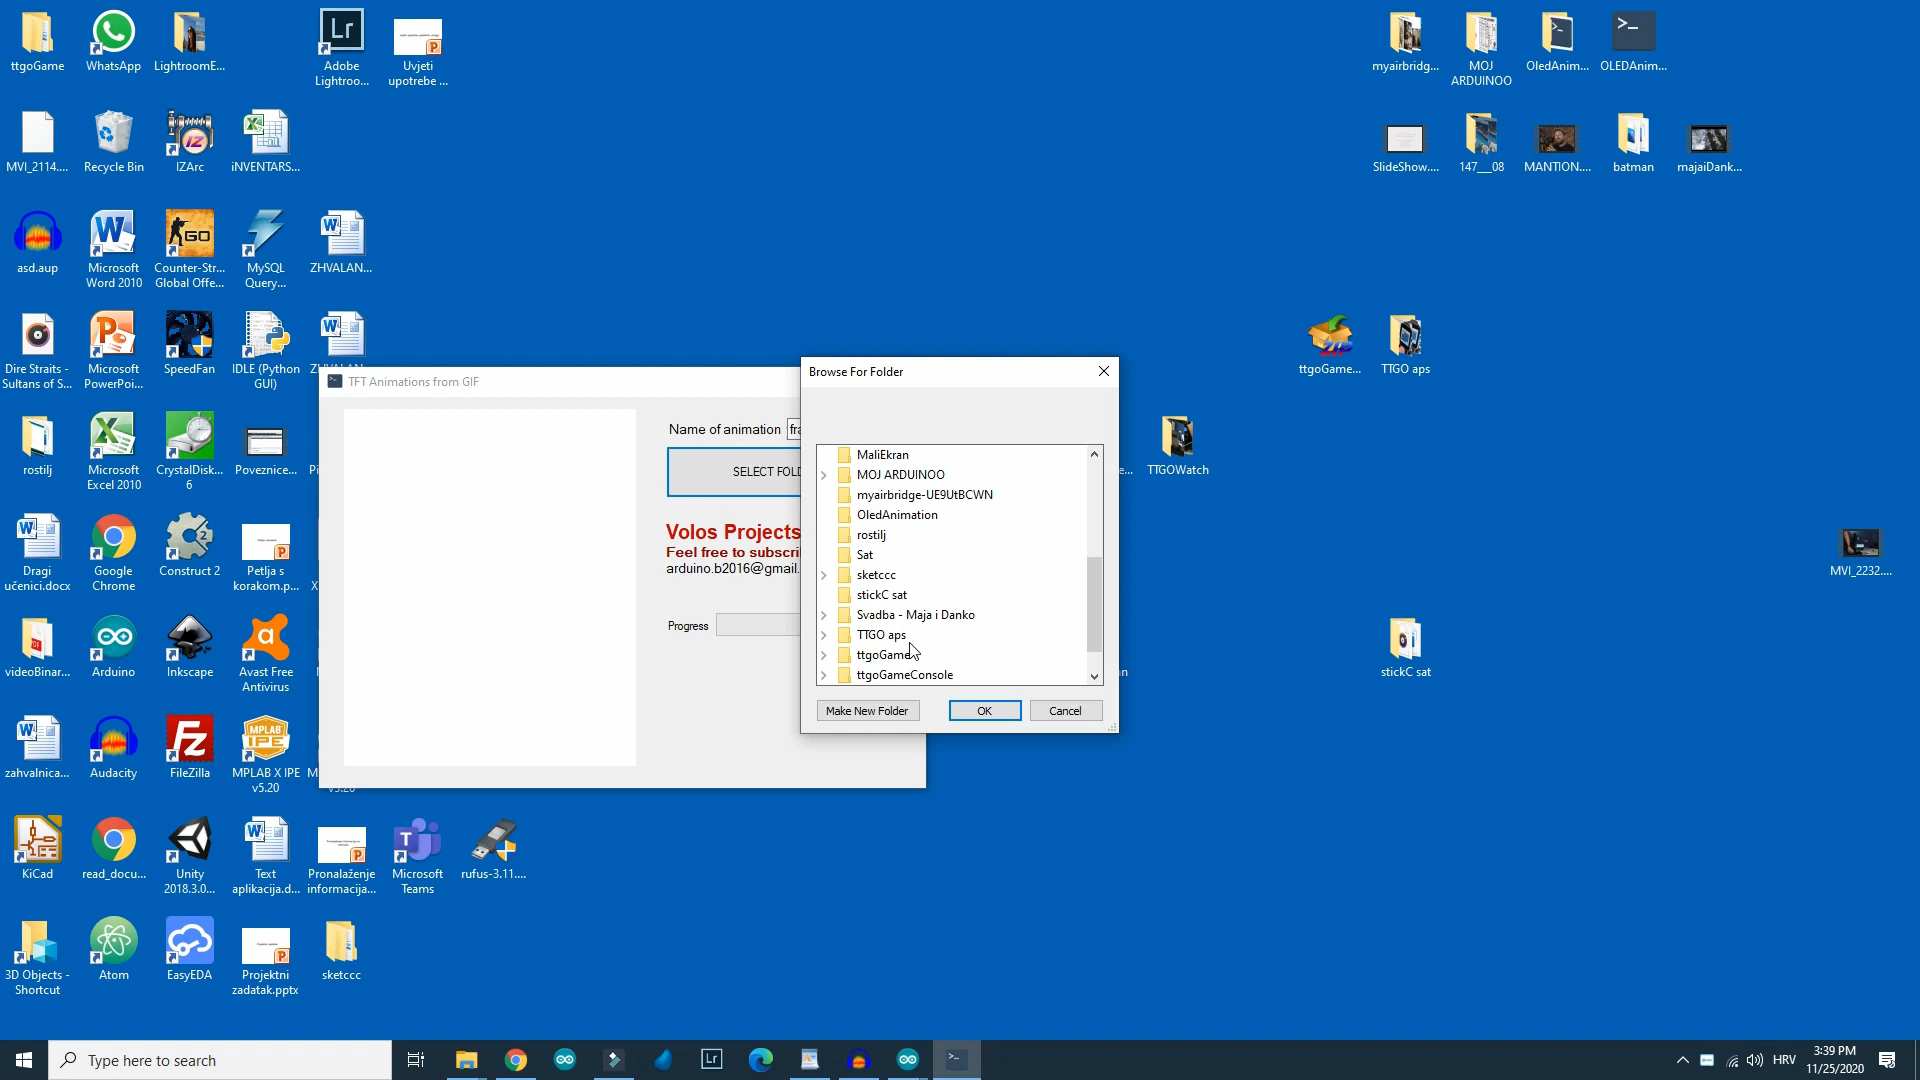 ttgoGame
WhatsApp
LightroomE...
Adobe
Lightroo...
Uvjeti
upotrebe ...
myairbridg...
MOJ
ARDUINOO
OledAnim...
OLEDAnim...
MVI_2114....
Recycle Bin
IZArc
iNVENTARS...
SlideShow....
147___08
MANTION....
batman
majaiDank...
asd.aup
Microsoft
Word 2010
Counter-Str...
Global Offe...
MySQL
Query...
ZHVALAN...
Dire Straits -
Sultans of S...
Microsoft
PowerPoi...
SpeedFan
IDLE (Python
GUI)
ttgoGame...
TTGO aps
rostilj
Microsoft
Excel 2010
CrystalDisk...
6
Poveznice...
TTGOWatch
Dragi
učenici.docx
Google
Chrome
Construct 2
Petlja s
korakom.p...
MVI_2232....
videoBinar...
Arduino
Inkscape
Avast Free
Antivirus
stickC sat
zahvalnica...
Audacity
FileZilla
MPLAB X IPE
v5.20
KiCad
read_docu...
Unity
2018.3.0...
Text
aplikacija.d...
Pronalaženje
informacija...
Microsoft
Teams
rufus-3.11....
3D Objects -
Shortcut
Atom
EasyEDA
Projektni
zadatak.pptx
sketccc
TFT Animations from GIF
Name of animation
SELECT FOLD
Volos Projects
Feel free to subscri
arduino.b2016@gmail.
Progress
Browse For Folder
MaliEkran
MOJ ARDUINOO
myairbridge-UE9UtBCWN
OledAnimation
rostilj
Sat
sketccc
stickC sat
Svadba - Maja i Danko
TTGO aps
ttgoGame
ttgoGameConsole
Make New Folder
OK
Cancel
Type here to search
HRV
3:39 PM
11/25/2020